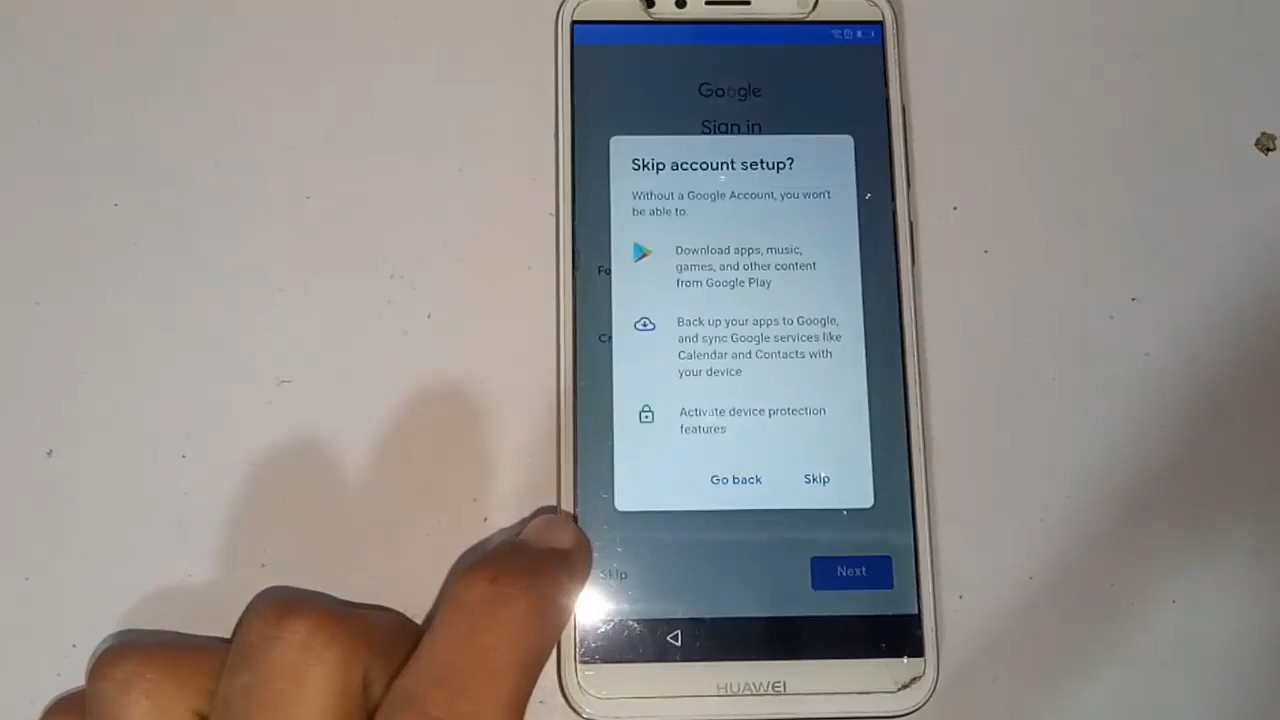 Google
Sign in
Skip account setup?
Without a Google Account, you won't
be able to.
Download apps, music,
games, and other content
from Google Play
Back up your apps to Google,
and sync Google services like
Calendar and Contacts with
your device
Activate device protection
features
Go back Skip
Skip Next
HUAWEI